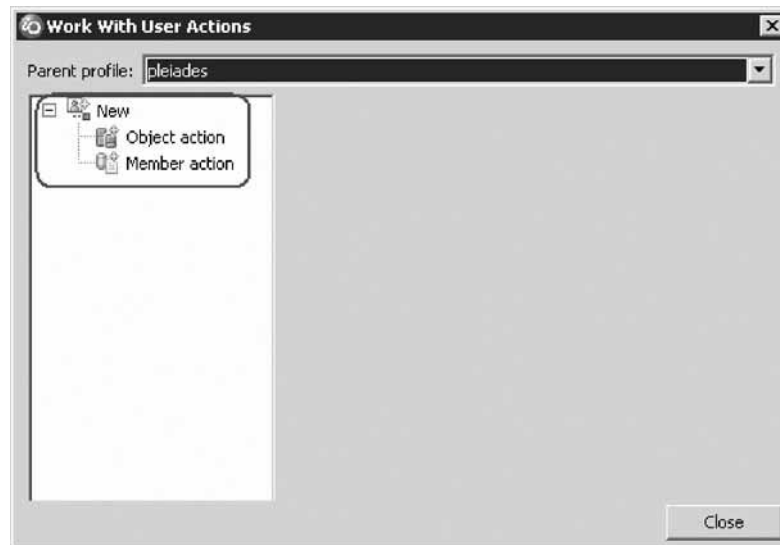 Work With User Actions
Parent profile: pleiades
New
Object action
Member action
Close